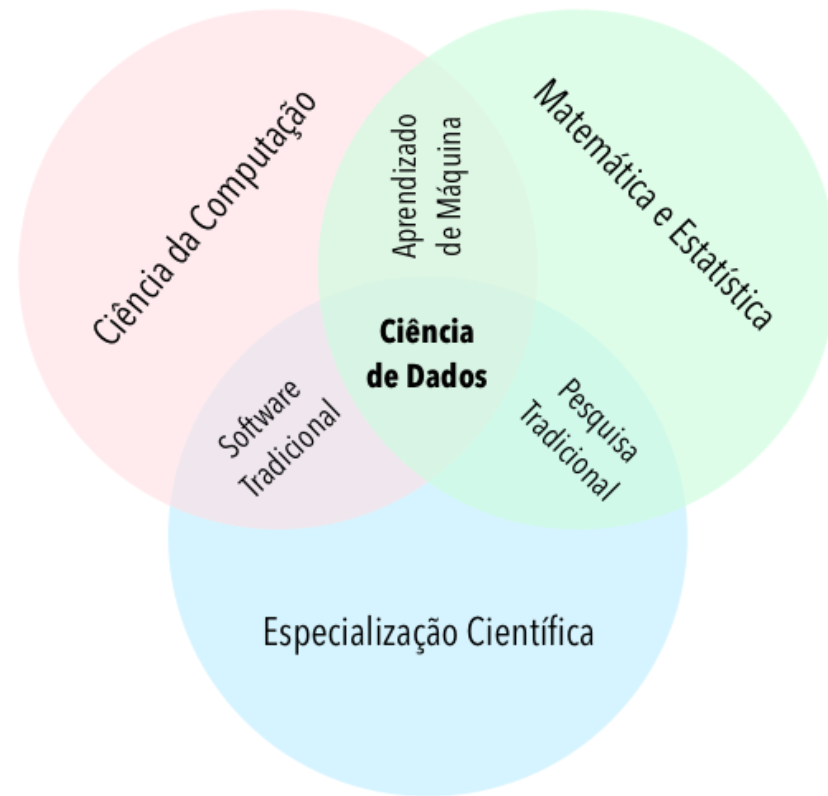 Ciência da Computação
Matemática e Estatística
Aprendizado
de Máquina
Ciência
de Dados
Software
Tradicional
Pesquisa
Tradicional
Especialização Científica